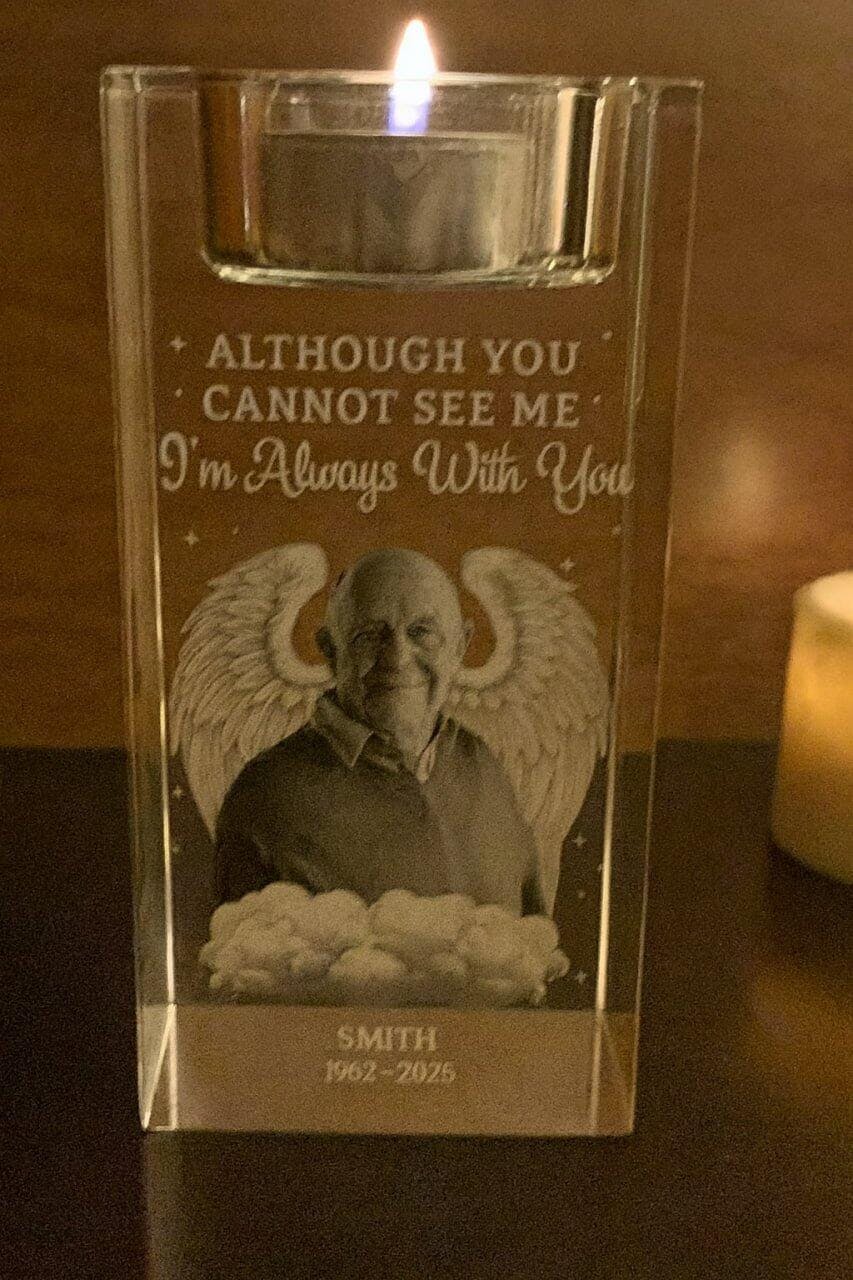 ALTHOUGH YOU
CANNOT SEE ME
I'm Always With You
SMITH
1962-2025